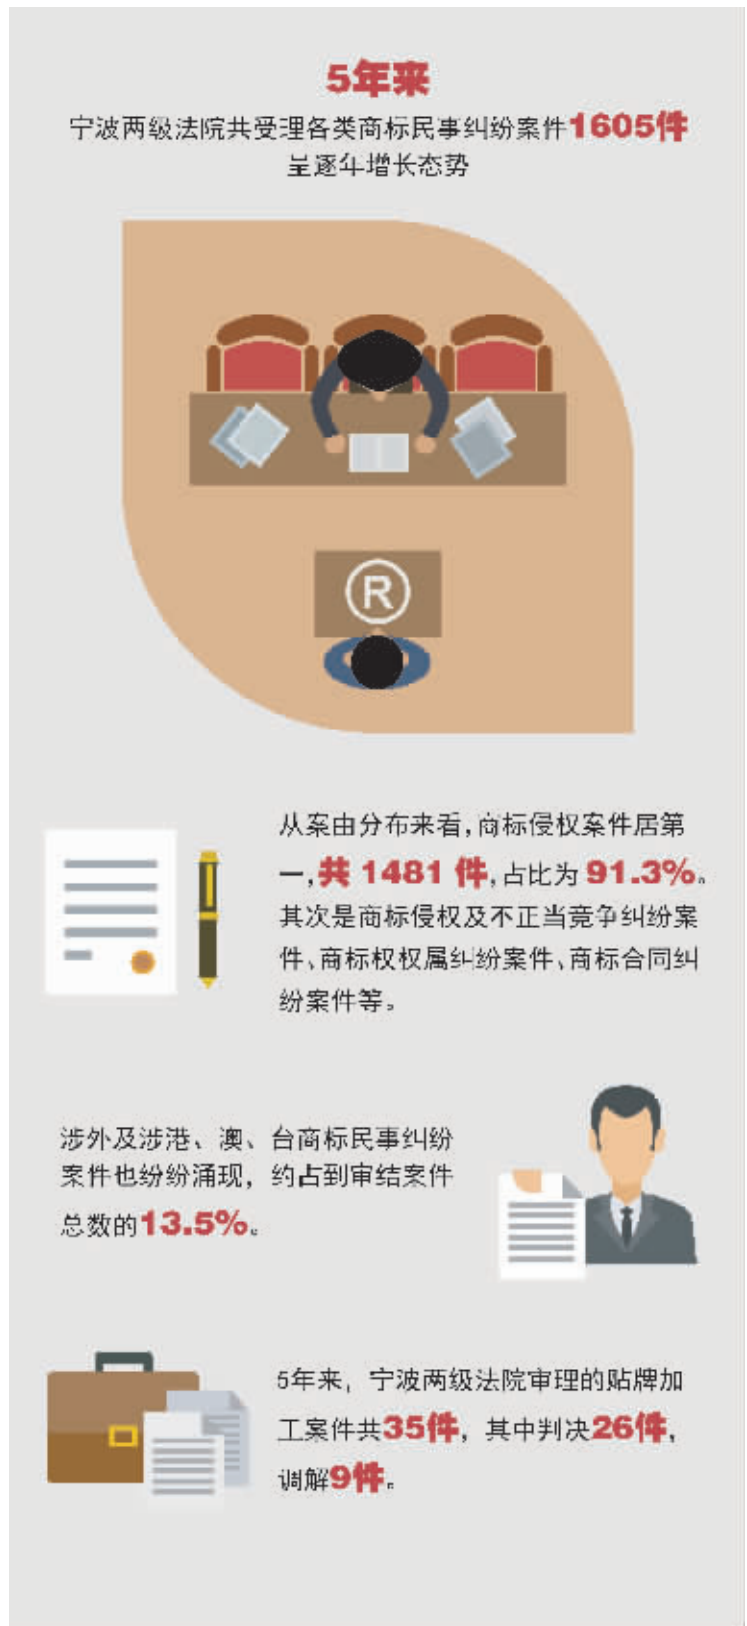 5年来
宁波两级法院共受理各类商标民事纠纷案件1605件
呈逐年增长态势
®
从案由分布来看,商标侵权案件居第
一,共 1481 件,占比为 91.3%。
其次是商标侵权及不正当竞争纠纷案
件、商标权权属纠纷案件、商标合同纠
纷案件等。
涉外及涉港、澳、台商标民事纠纷
案件也纷纷涌现，约占到审结案件
总数的13.5%。
5年来，宁波两级法院审理的贴牌加
工案件共35件，其中判决26件，
调解9件。